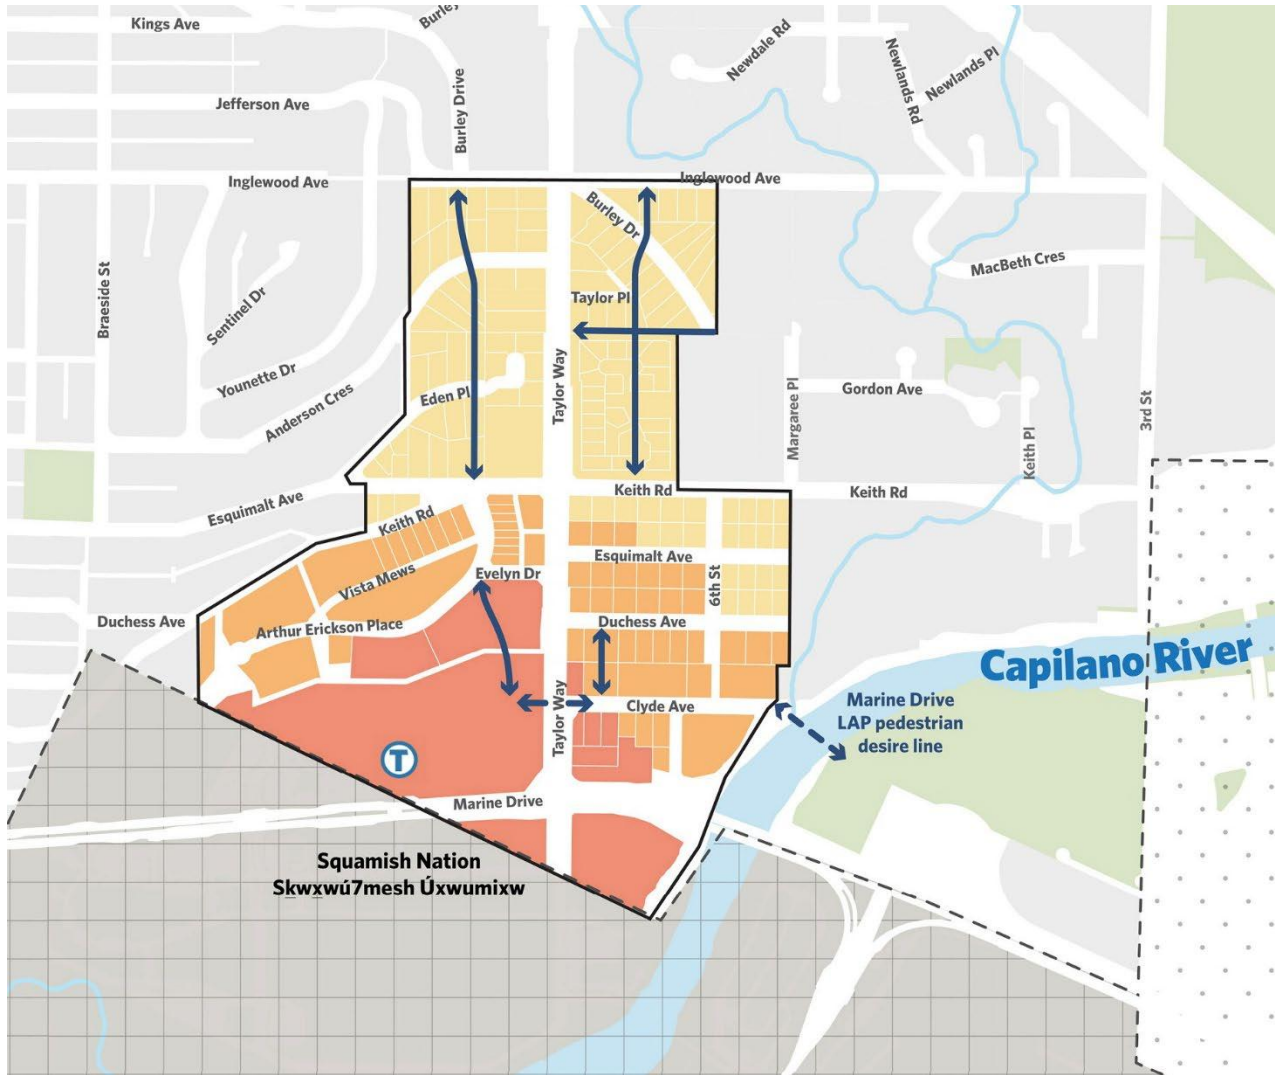 Kings Ave
Burley
Newdale Rd
Newlands Rd
Newlands Pl
Jefferson Ave
Burley Drive
Inglewood Ave
Inglewood Ave
Burley Dr
MacBeth Cres
Braeside St
Sentinel Dr
Taylor Pl
Younette Dr
Anderson Cres
Eden Pl
Taylor Way
Margaree Pl
Gordon Ave
Keith Pl
3rd St
Esquimalt Ave
Keith Rd
Keith Rd
Keith Rd
Esquimalt Ave
Vista Mews
Evelyn Dr
6th St
Duchess Ave
Arthur Erickson Place
Duchess Ave
Capilano River
Taylor Way
Clyde Ave
Marine Drive
LAP pedestrian
desire line
T
Marine Drive
Squamish Nation
Sḵwx̱wú7mesh Úxwumixw